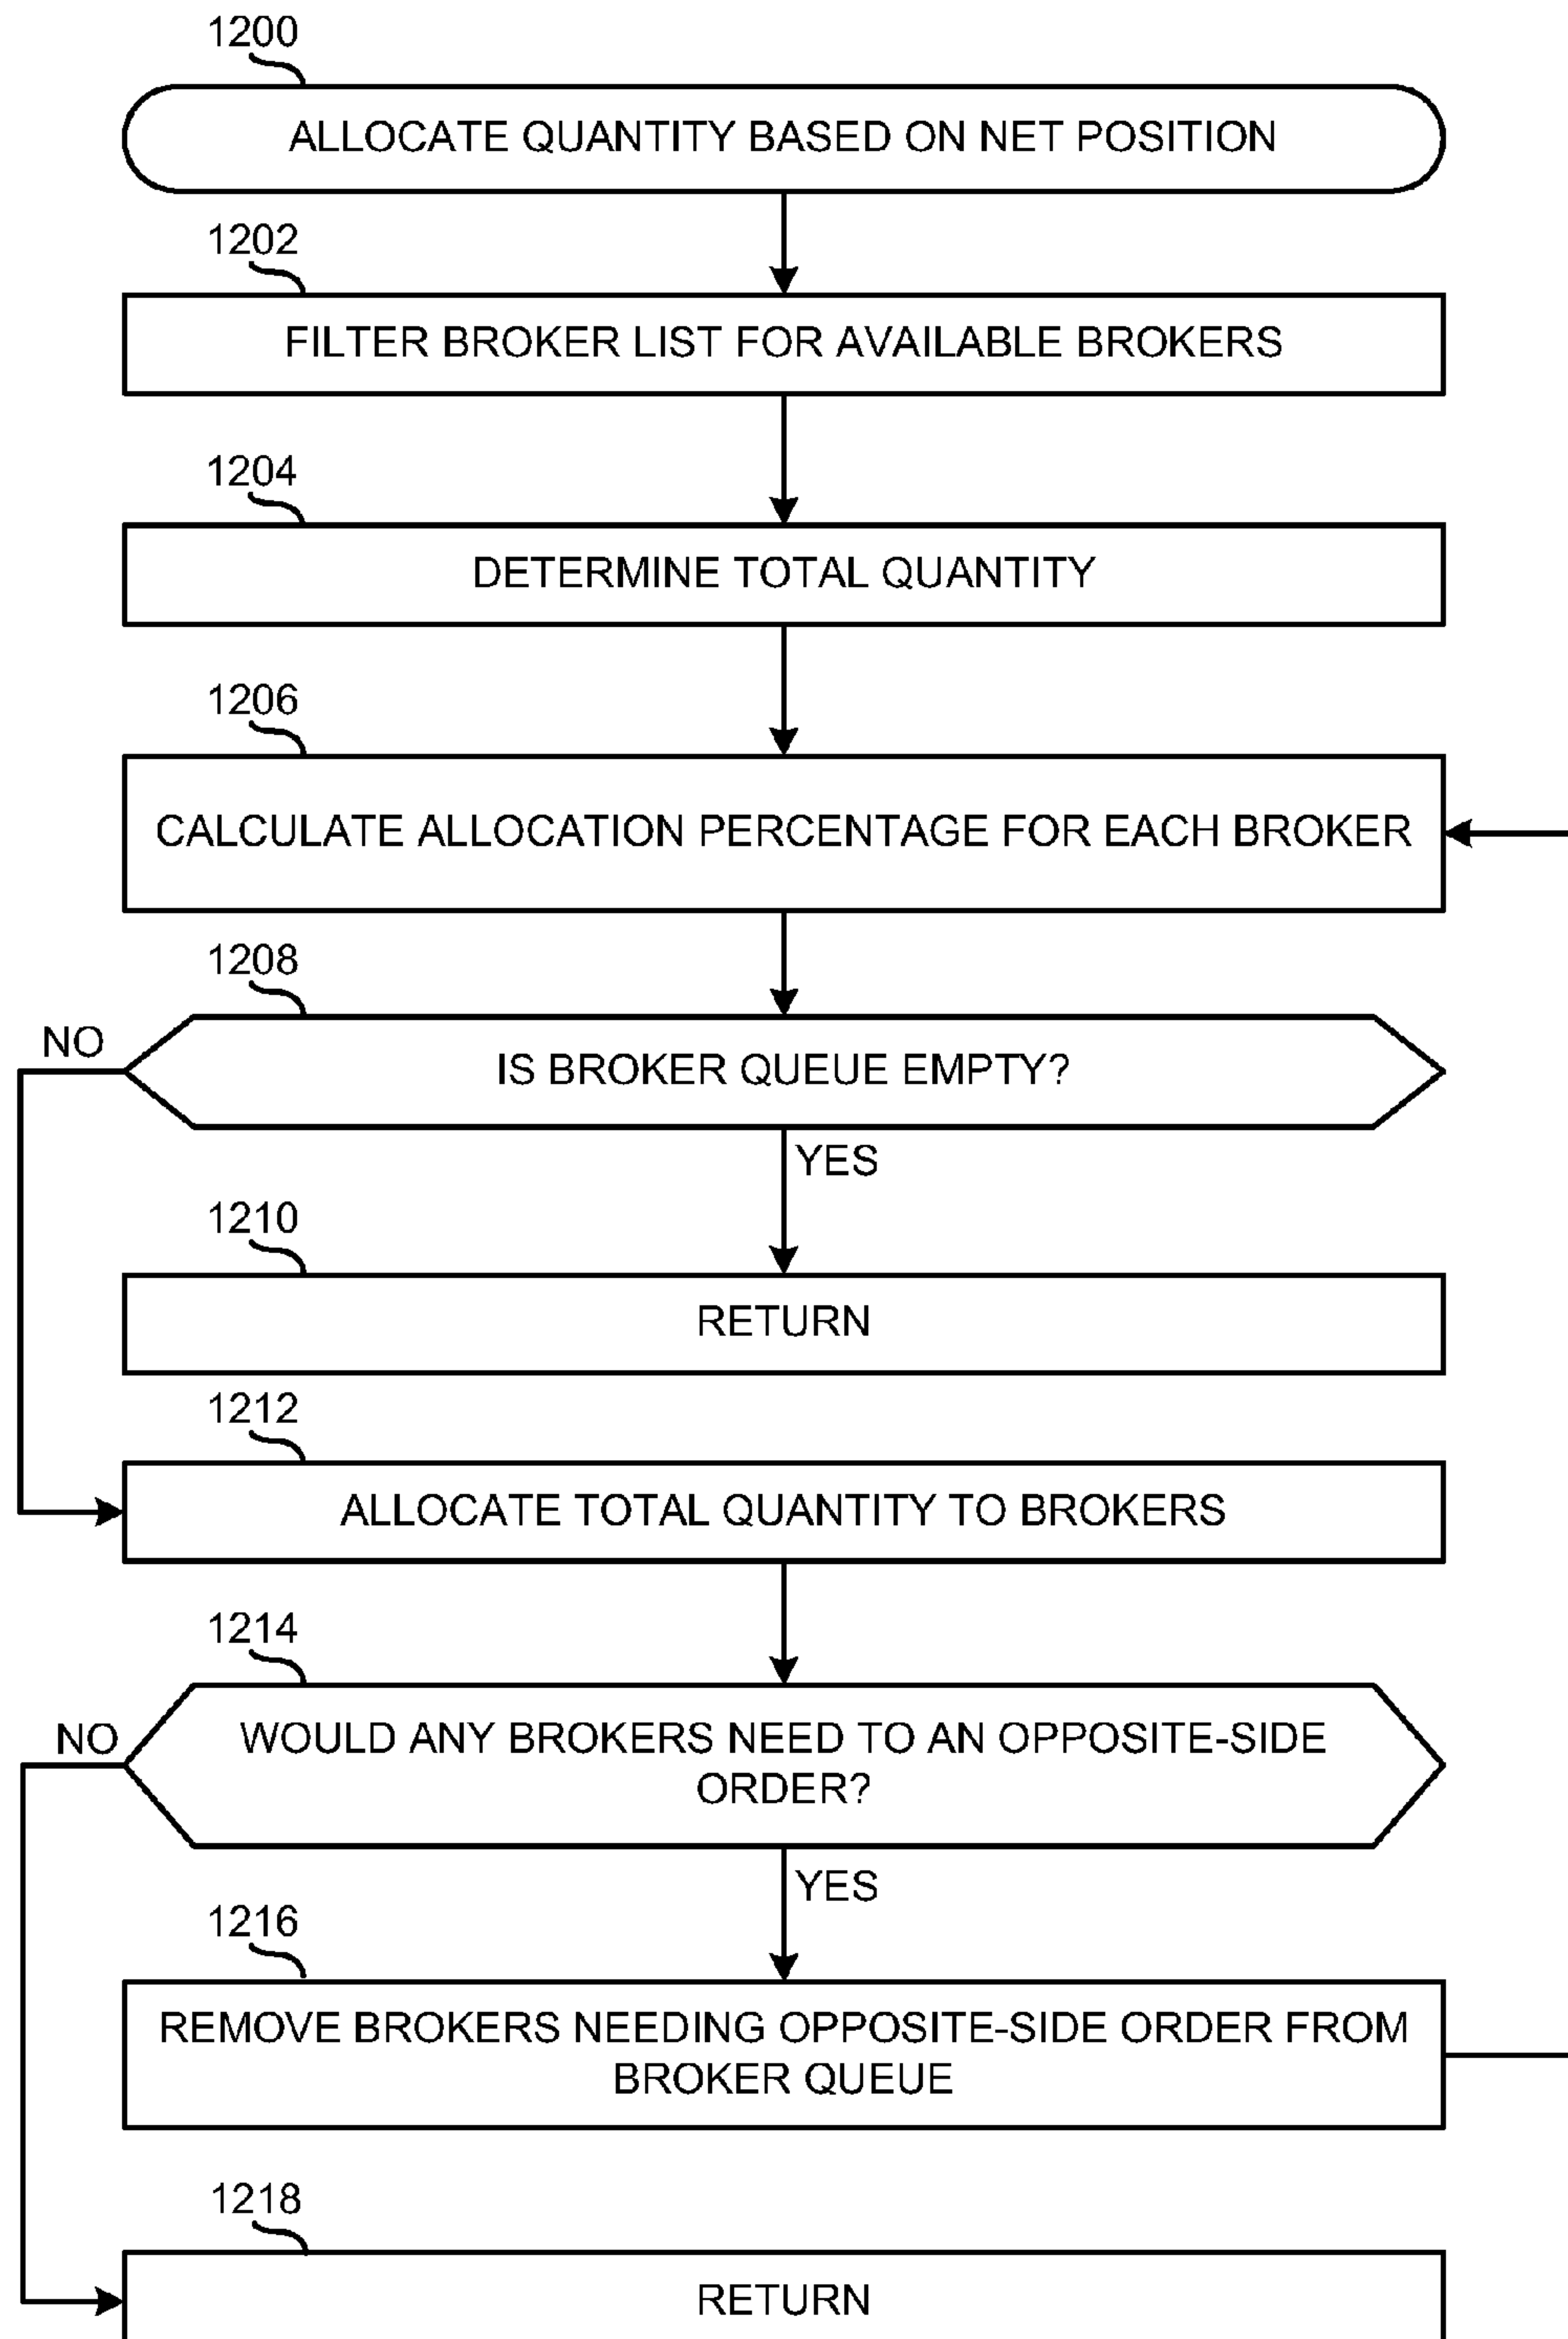 1200
ALLOCATE QUANTITY BASED ON NET POSITION
1202
FILTER BROKER LIST FOR AVAILABLE BROKERS
1204
DETERMINE TOTAL QUANTITY
1206
CALCULATE ALLOCATION PERCENTAGE FOR EACH BROKER
1208
NO
IS BROKER QUEUE EMPTY?
YES
1210
RETURN
1212
ALLOCATE TOTAL QUANTITY TO BROKERS
1214
NO
WOULD ANY BROKERS NEED TO AN OPPOSITE-SIDE
ORDER?
YES
1216
REMOVE BROKERS NEEDING OPPOSITE-SIDE ORDER FROM
BROKER QUEUE
1218
RETURN